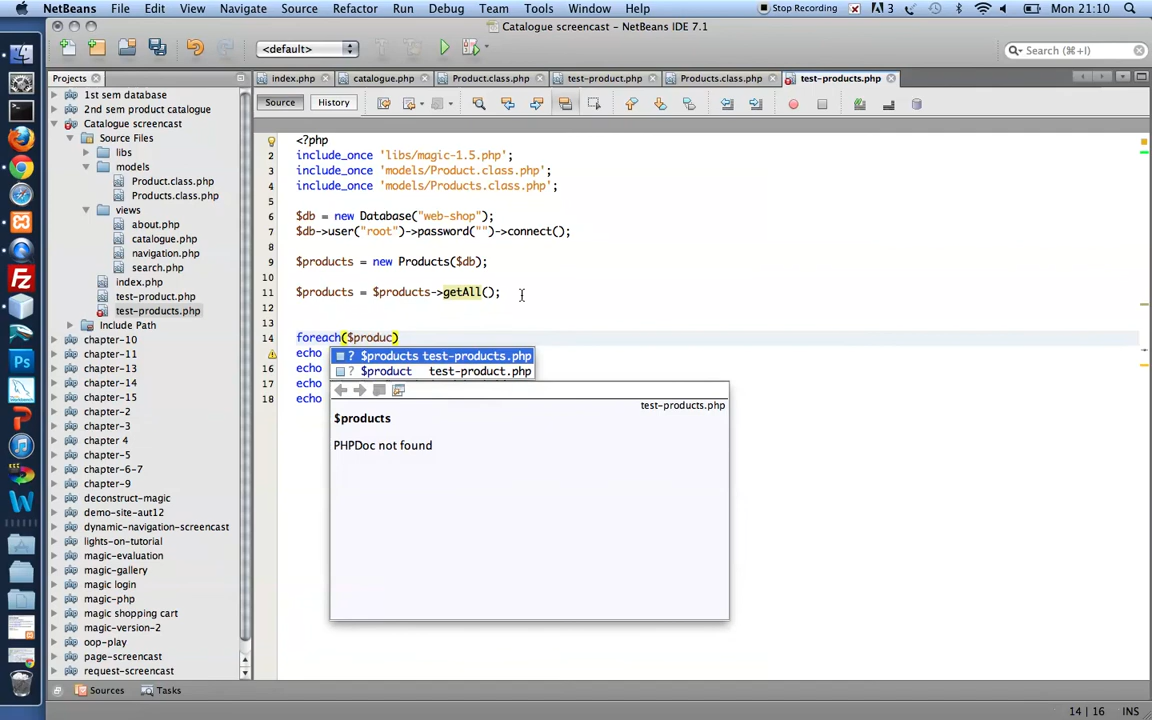 NetBeans File Edit View Navigate Source Refactor Run Debug Team Tools Window Help Stop Recording 3 Mon 21:10
Catalogue screencast – NetBeans IDE 7.1
<default> Search (⌘+I)
Projects index.php catalogue.php Product.class.php test-product.php Products.class.php test-products.php
Source History
1st sem database
2nd sem product catalogue
Catalogue screencast
Source Files
libs
models
Product.class.php
Products.class.php
views
about.php
catalogue.php
navigation.php
search.php
index.php
test-product.php
test-products.php
Include Path
chapter-10
chapter-11
chapter-13
chapter-14
chapter-15
chapter-2
chapter-3
chapter 4
chapter-5
chapter-6-7
chapter-9
deconstruct-magic
demo-site-aut12
dynamic-navigation-screencast
lights-on-tutorial
magic-evaluation
magic-gallery
magic login
magic-php
magic shopping cart
magic-version-2
oop-play
page-screencast
request-screencast
<?php
2 include_once 'libs/magic-1.5.php';
3 include_once 'models/Product.class.php';
4 include_once 'models/Products.class.php';
5
6 $db = new Database("web-shop");
7 $db->user("root")->password("")->connect();
8
9 $products = new Products($db);
10
11 $products = $products->getAll();
12
13
14 foreach($produc)
echo
16 echo
17 echo
18 echo
? $products test-products.php
? $product test-product.php
test-products.php
$products
PHPDoc not found
Sources Tasks
14 | 16 INS